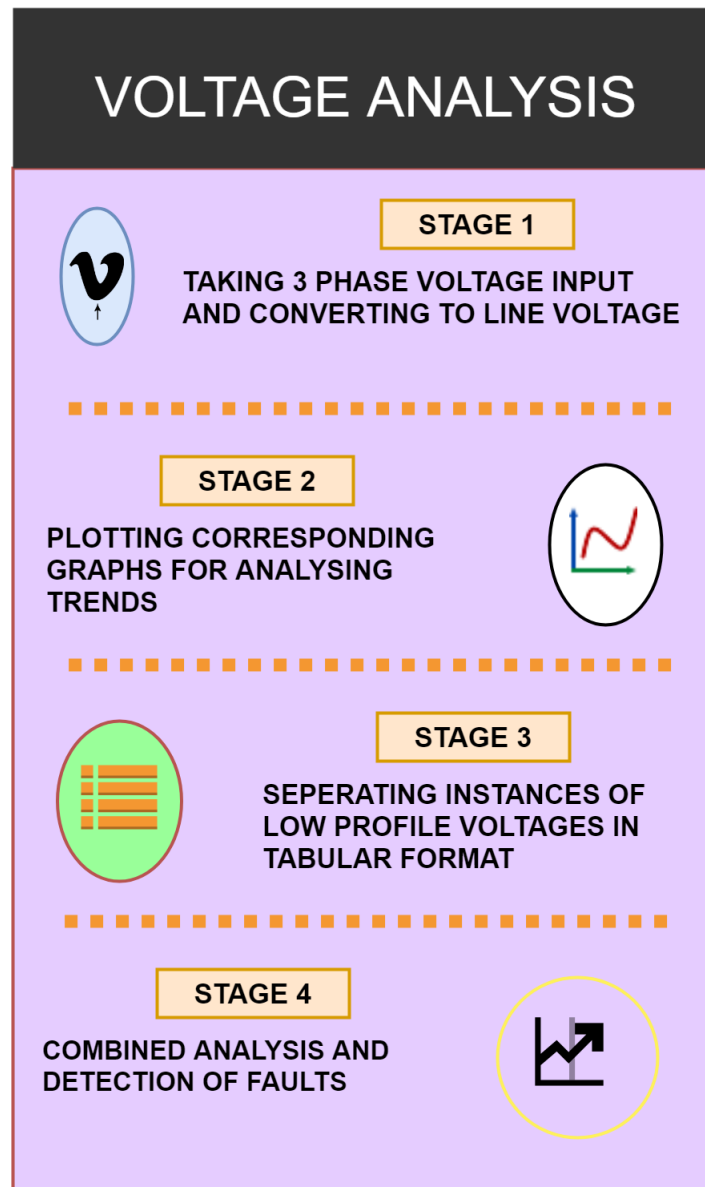 VOLTAGE ANALYSIS
STAGE 1
TAKING 3 PHASE VOLTAGE INPUT
AND CONVERTING TO LINE VOLTAGE
STAGE 2
PLOTTING CORRESPONDING
GRAPHS FOR ANALYSING
TRENDS
STAGE 3
SEPERATING INSTANCES OF
LOW PROFILE VOLTAGES IN
TABULAR FORMAT
STAGE 4
COMBINED ANALYSIS AND
DETECTION OF FAULTS